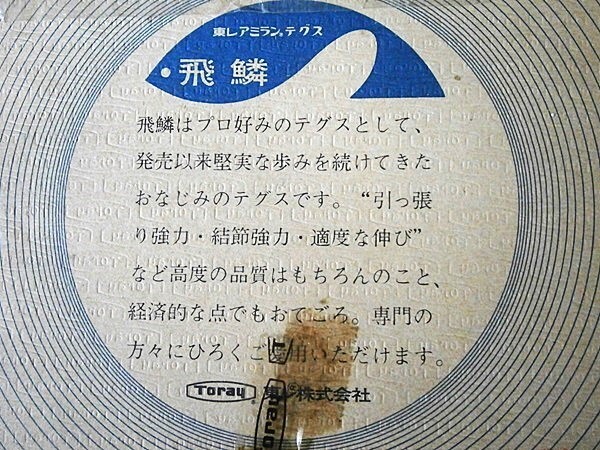 東レアミラン®テグス
飛鱗
飛鱗はプロ好みのテグスとして、
発売以来堅実な歩みを続けてきた
おなじみのテグスです。“引っ張
り強力・結節強力・適度な伸び”
など高度の品質はもちろんのこと、
経済的な点でもおてごろ。専門の
方々にひろくご愛用いただけます。
Toray 東レ株式会社
Toray